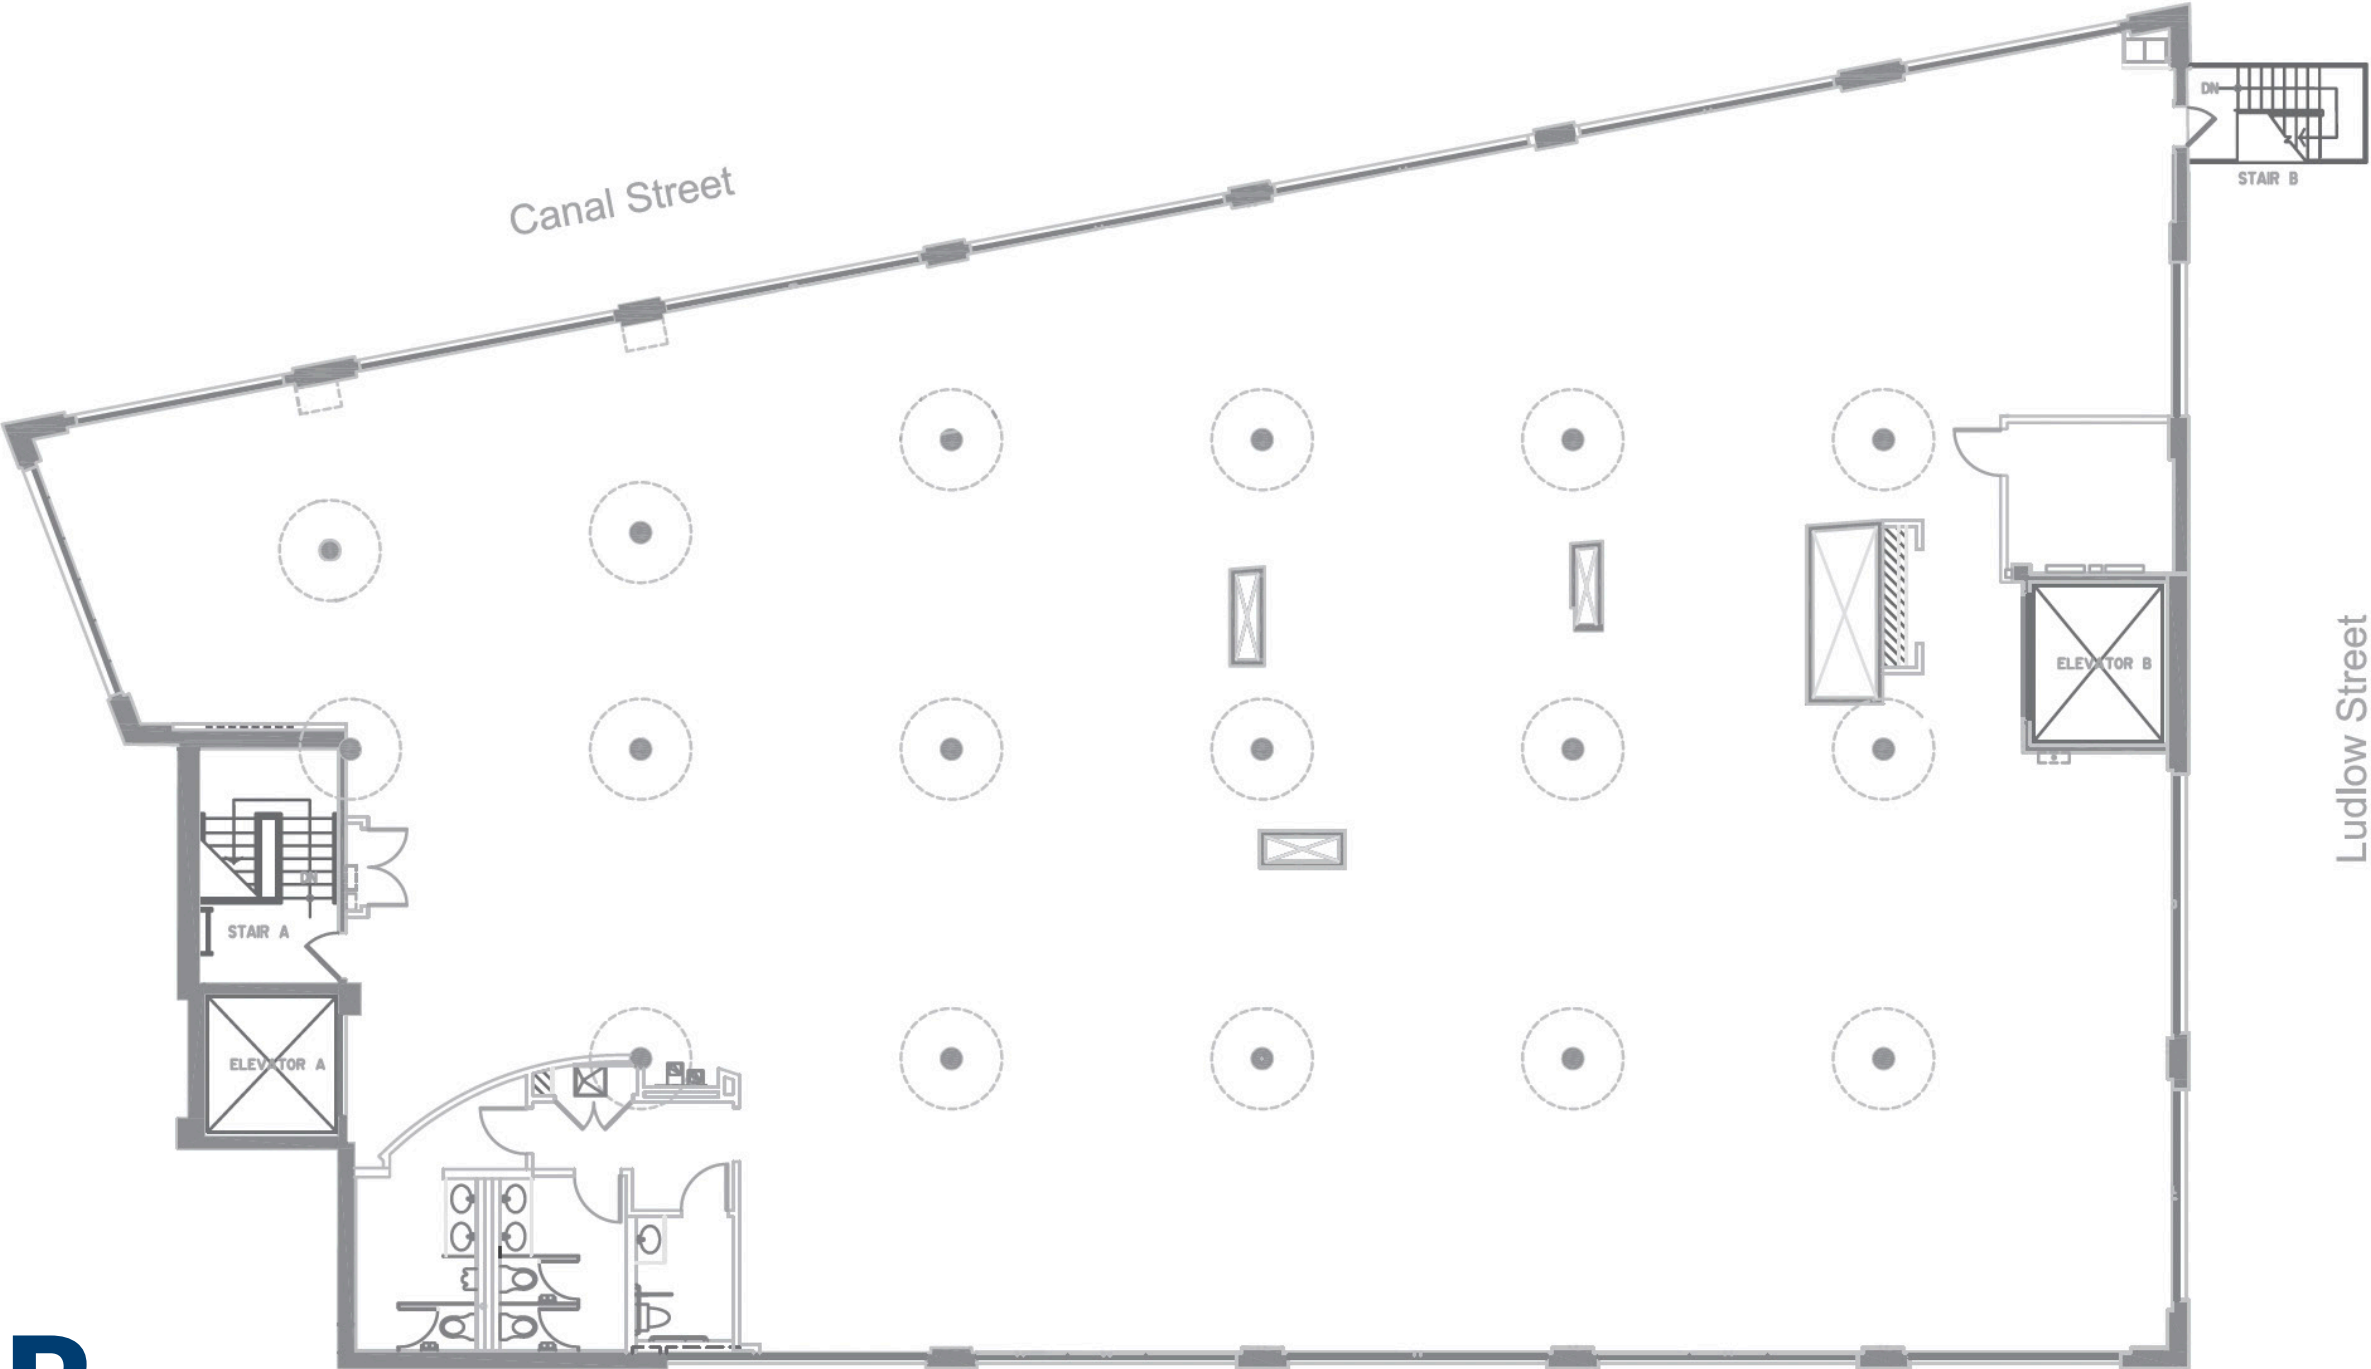 Canal Street
DN
STAIR B
ELEVATOR B
Ludlow Street
DN
STAIR A
ELEVATOR A